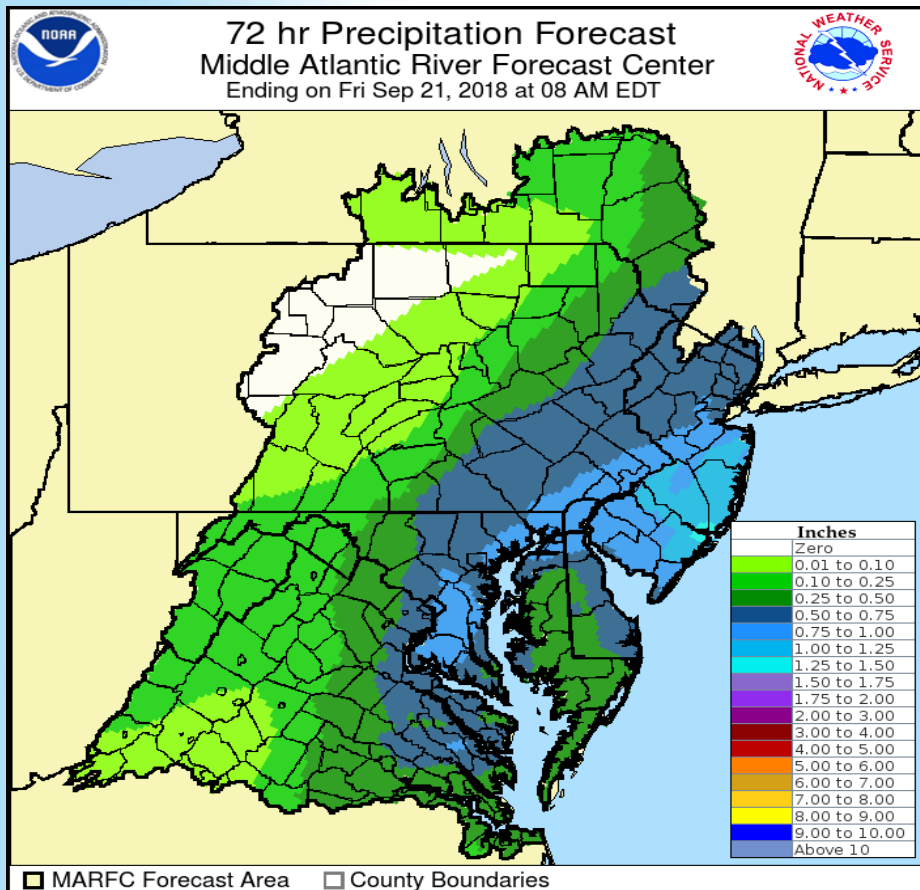 72 hr Precipitation Forecast
Middle Atlantic River Forecast Center
Ending on Fri Sep 21, 2018 at 08 AM EDT
NATIONAL OCEANIC AND ATMOSPHERIC ADMINISTRATION
NOAA
U.S. DEPARTMENT OF COMMERCE
NATIONAL WEATHER SERVICE
Inches
Zero
0.01 to 0.10
0.10 to 0.25
0.25 to 0.50
0.50 to 0.75
0.75 to 1.00
1.00 to 1.25
1.25 to 1.50
1.50 to 1.75
1.75 to 2.00
2.00 to 3.00
3.00 to 4.00
4.00 to 5.00
5.00 to 6.00
6.00 to 7.00
7.00 to 8.00
8.00 to 9.00
9.00 to 10.00
Above 10
MARFC Forecast Area
County Boundaries